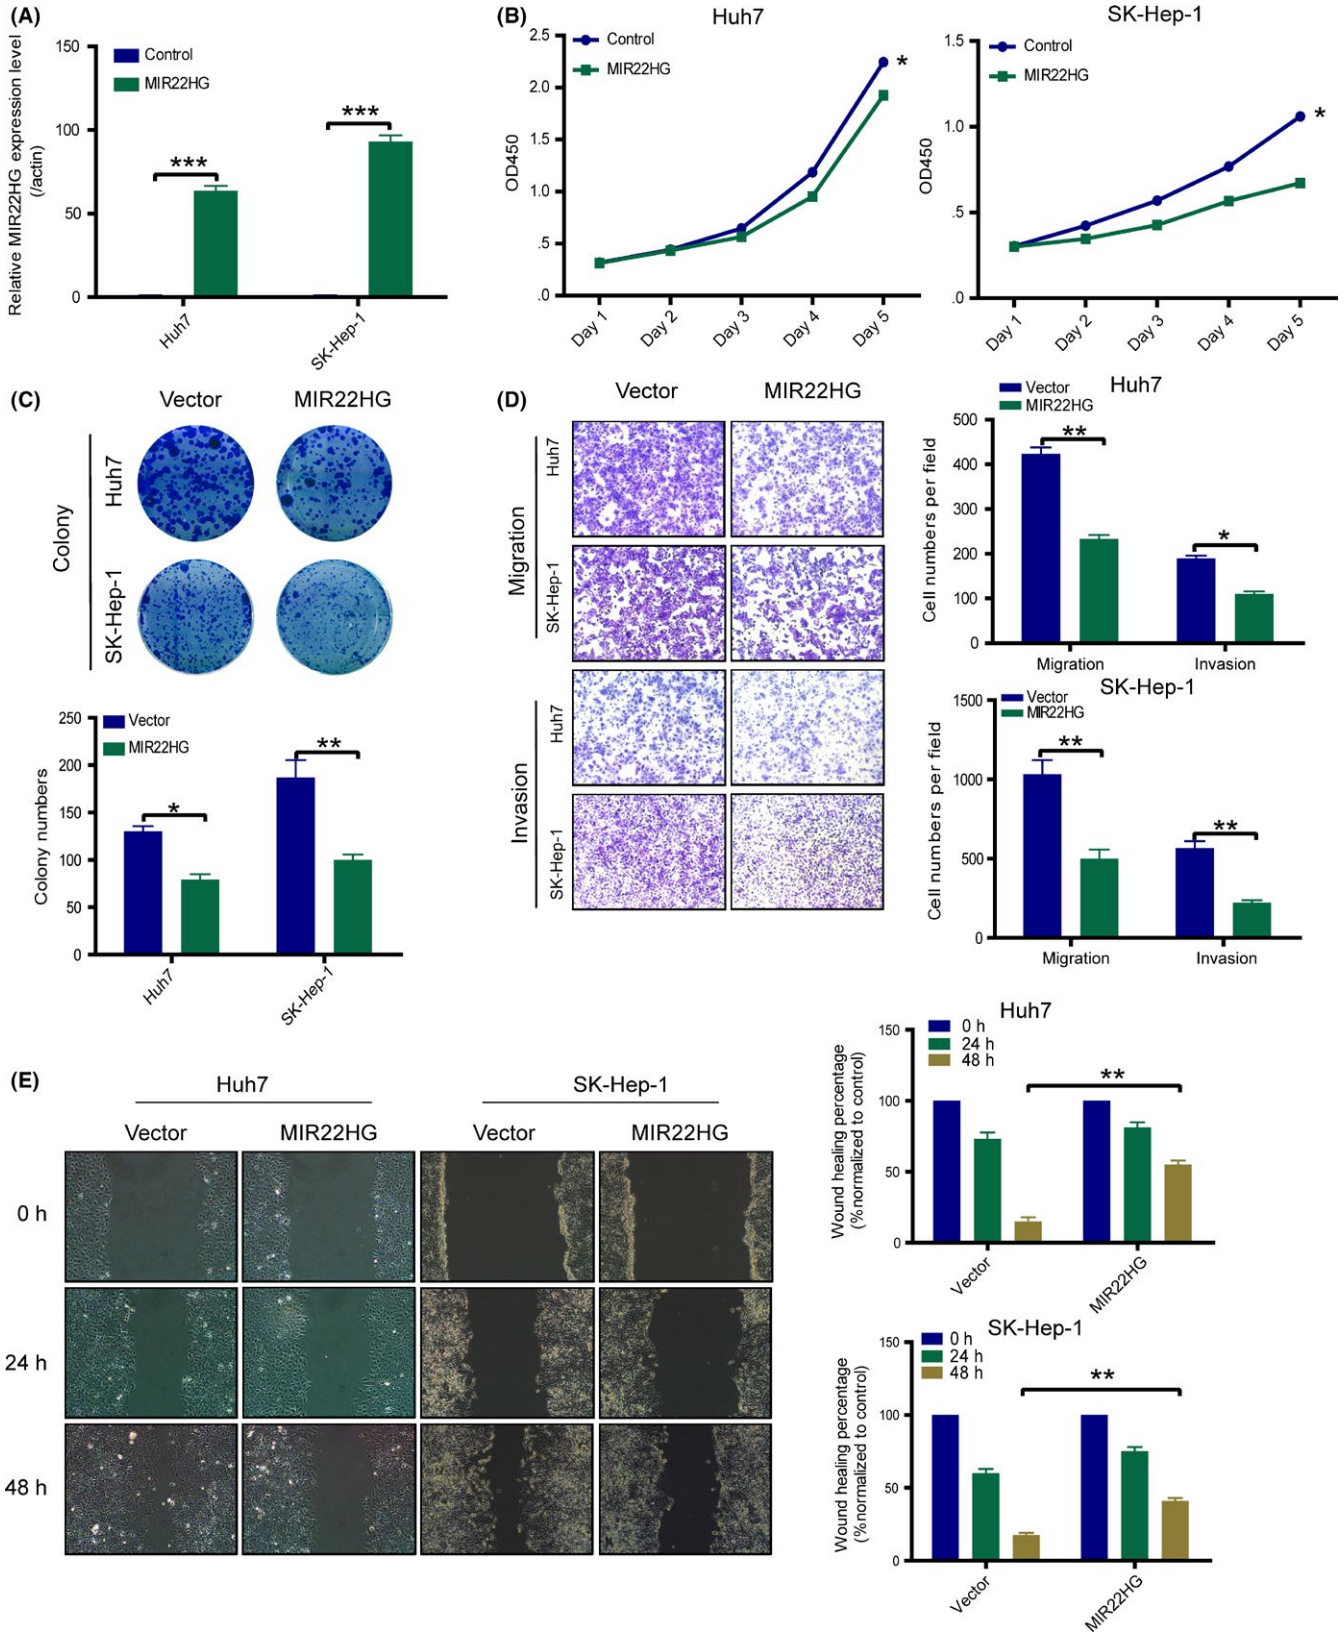 (A)
Relative MIR22HG expression level
(/actin)
150
100
50
0
Control
MIR22HG
***
***
Huh7
SK-Hep-1
(B)
Huh7
OD450
2.5
2.0
1.5
1.0
.5
.0
Control
MIR22HG
*
Day 1
Day 2
Day 3
Day 4
Day 5
SK-Hep-1
OD450
1.5
1.0
.5
.0
Control
MIR22HG
*
Day 1
Day 2
Day 3
Day 4
Day 5
(C)
Vector
MIR22HG
Colony
Huh7
SK-Hep-1
Colony numbers
250
200
150
100
50
0
Vector
MIR22HG
*
**
Huh7
SK-Hep-1
(D)
Vector
MIR22HG
Migration
Huh7
SK-Hep-1
Invasion
Huh7
SK-Hep-1
Huh7
Vector
MIR22HG
Cell numbers per field
500
400
300
200
100
0
**
*
Migration
Invasion
SK-Hep-1
Vector
MIR22HG
Cell numbers per field
1500
1000
500
0
**
**
Migration
Invasion
(E)
Huh7
SK-Hep-1
Vector
MIR22HG
Vector
MIR22HG
0 h
24 h
48 h
Huh7
Wound healing percentage
(%normalized to control)
150
100
50
0
0 h
24 h
48 h
**
Vector
MIR22HG
SK-Hep-1
Wound healing percentage
(%normalized to control)
150
100
50
0
0 h
24 h
48 h
**
Vector
MIR22HG